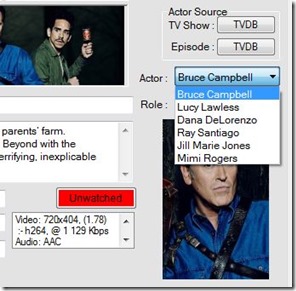 Actor Source
TV Show : TVDB
Episode : TVDB
Actor : Bruce Campbell
Bruce Campbell
Lucy Lawless
Dana DeLorenzo
Ray Santiago
Jill Marie Jones
Mimi Rogers
Role :
parents' farm.
Beyond with the
errifying, inexplicable
Unwatched
Video: 720x404, (1.78)
:- h264, @ 1 129 Kbps
Audio: AAC